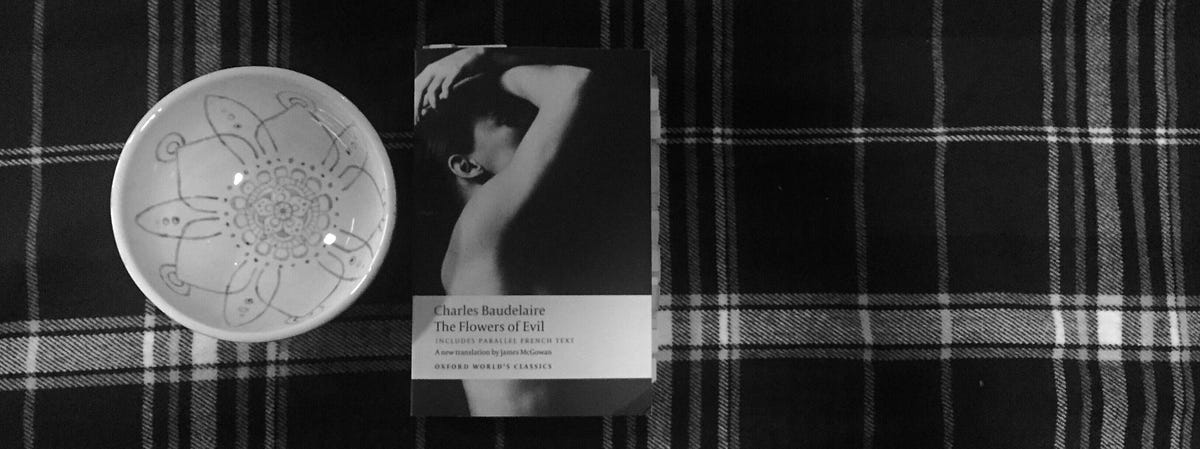 Charles Baudelaire
The Flowers of Evil
INCLUDES PARALLEL FRENCH TEXT
A new translation by James McGowan
OXFORD WORLD'S CLASSICS